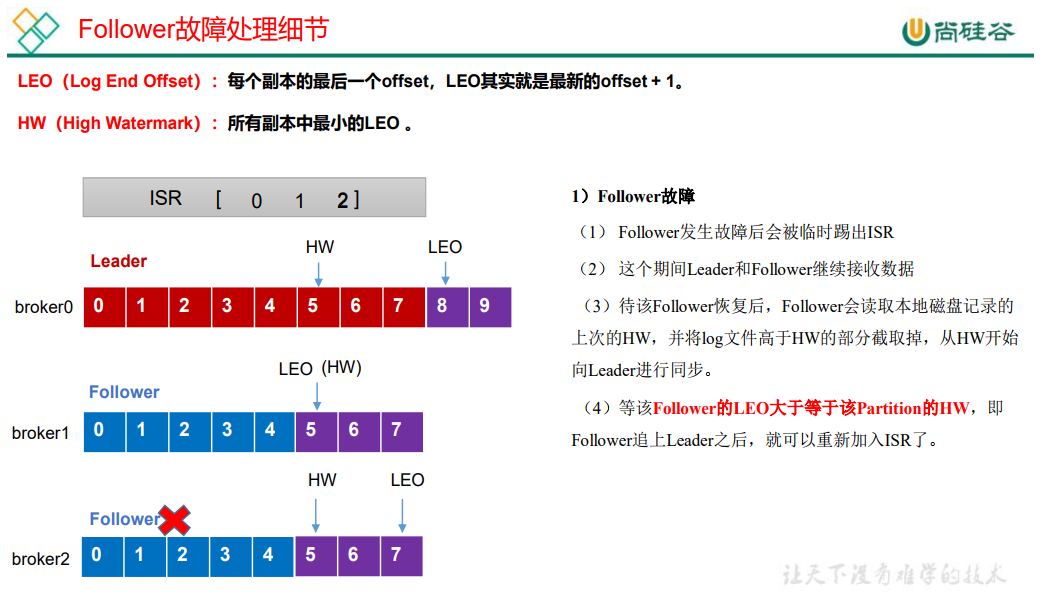 Follower故障处理细节
尚硅谷
LEO（Log End Offset）：每个副本的最后一个offset，LEO其实就是最新的offset + 1。
HW（High Watermark）：所有副本中最小的LEO 。
ISR [ 0 1 2 ]
HW LEO
Leader
broker0 0 1 2 3 4 5 6 7 8 9
LEO (HW)
Follower
broker1 0 1 2 3 4 5 6 7
HW LEO
Follower
broker2 0 1 2 3 4 5 6 7
1）Follower故障
（1） Follower发生故障后会被临时踢出ISR
（2） 这个期间Leader和Follower继续接收数据
（3）待该Follower恢复后，Follower会读取本地磁盘记录的
上次的HW，并将log文件高于HW的部分截取掉，从HW开始
向Leader进行同步。
（4）等该Follower的LEO大于等于该Partition的HW，即
Follower追上Leader之后，就可以重新加入ISR了。
让天下没有难学的技术